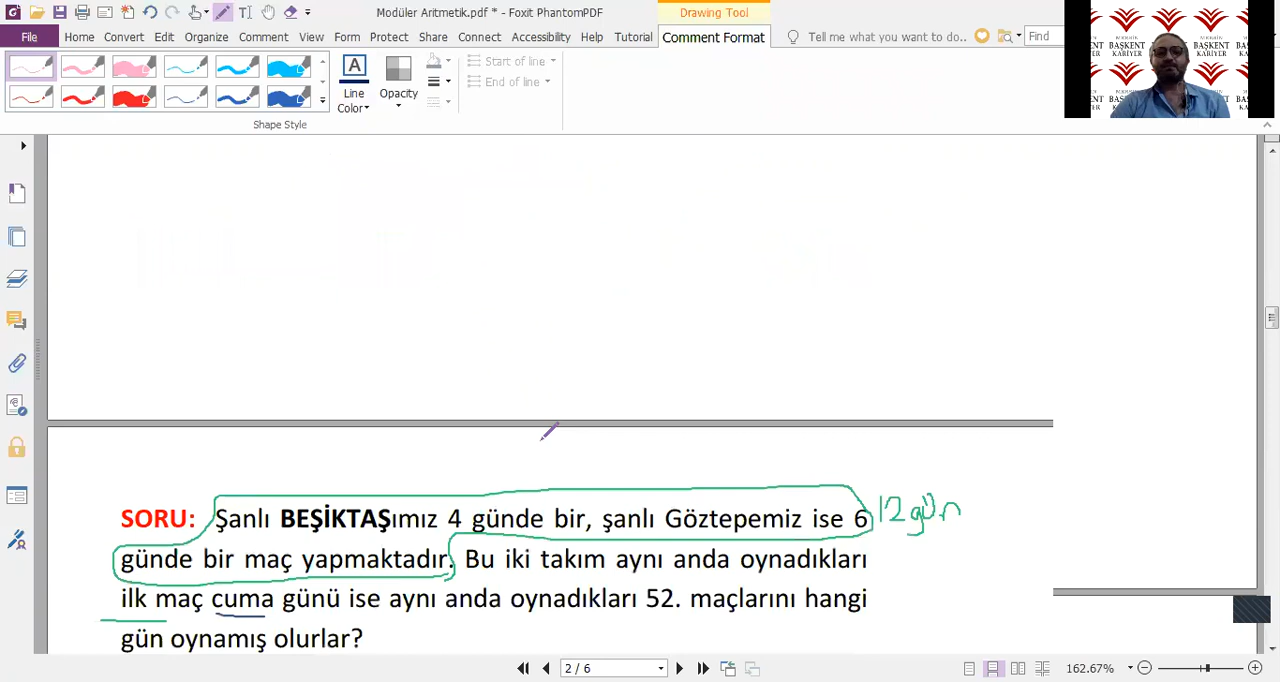 Modüler Aritmetik.pdf * - Foxit PhantomPDF
Drawing Tool
File Home Convert Edit Organize Comment View Form Protect Share Connect Accessibility Help Tutorial Comment Format Tell me what you want to do.. Find
Line
Color
Opacity
Start of line
End of line
Shape Style
BAŞKENT
KARİYER
SORU: Şanlı BEŞİKTAŞımız 4 günde bir, şanlı Göztepemiz ise 6 12 gün
günde bir maç yapmaktadır. Bu iki takım aynı anda oynadıkları
ilk maç cuma günü ise aynı anda oynadıkları 52. maçlarını hangi
gün oynamış olurlar?
2 / 6
162.67%